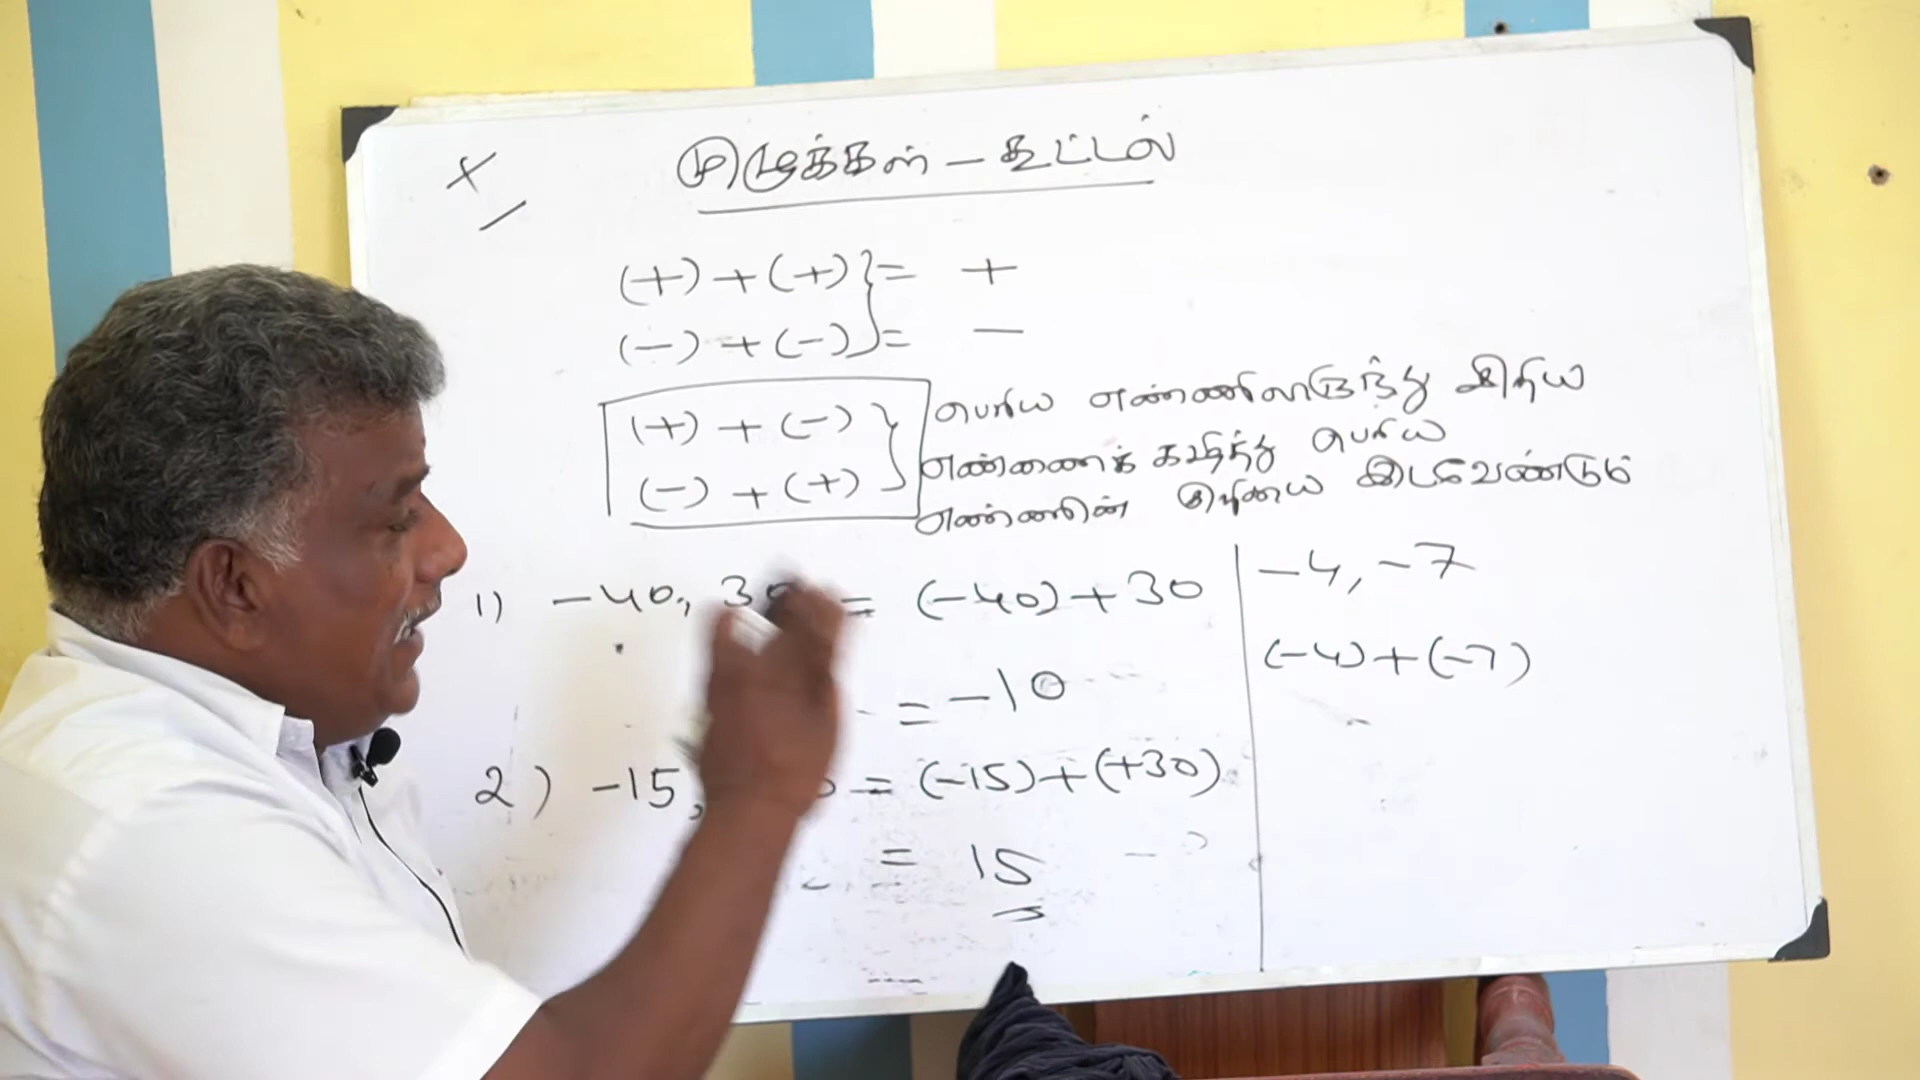 +
முழுக்கள் - கூட்டல்
-
(+) + (+) } = +
(-) + (-) } = -
(+) + (-) } பெரிய எண்ணிலிருந்து சிறிய
எண்ணைக் கழித்து பெரிய
(-) + (+) எண்ணின் குறியை இடவேண்டும்
1) -40, 30 = (-40) + 30
= -10
2) -15, = (-15) + (+30)
= 15
-4, -7
(-4) + (-7)